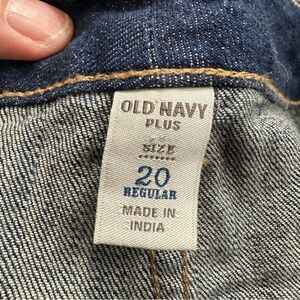 OLD NAVY
PLUS
SIZE
20
REGULAR
MADE IN
INDIA